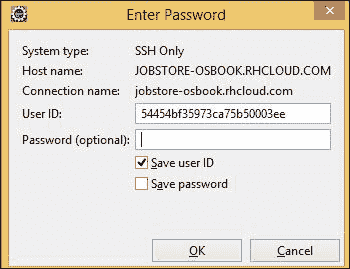 Enter Password
System type: SSH Only
Host name: JOBSTORE-OSBOOK.RHCLOUD.COM
Connection name: jobstore-osbook.rhcloud.com
User ID: 54454bf35973ca75b50003ee
Password (optional):
Save user ID
Save password
OK Cancel